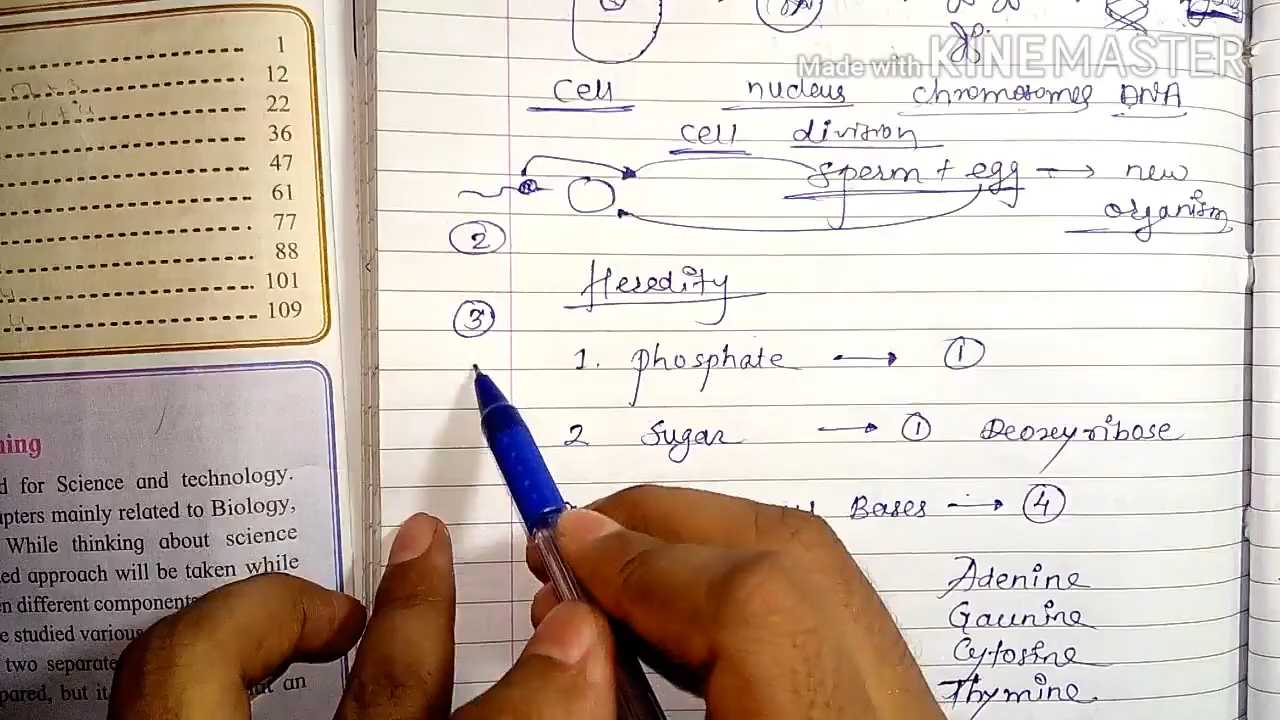 1
12
22
36
47
61
77
88
101
109
ning
d for Science and technology.
apters mainly related to Biology,
While thinking about science
ed approach will be taken while
n different components
e studied various
two separate
pared, but it
at an
Made with KINEMASTER
Cell nucleus chromosomes DNA
cell division
sperm + egg → new
organism
②
Heredity
③
1. phosphate → ①
2 Sugar → ① Deoxyribose
Bases → ④
Adenine
Gaunine
Cytosine
Thymine